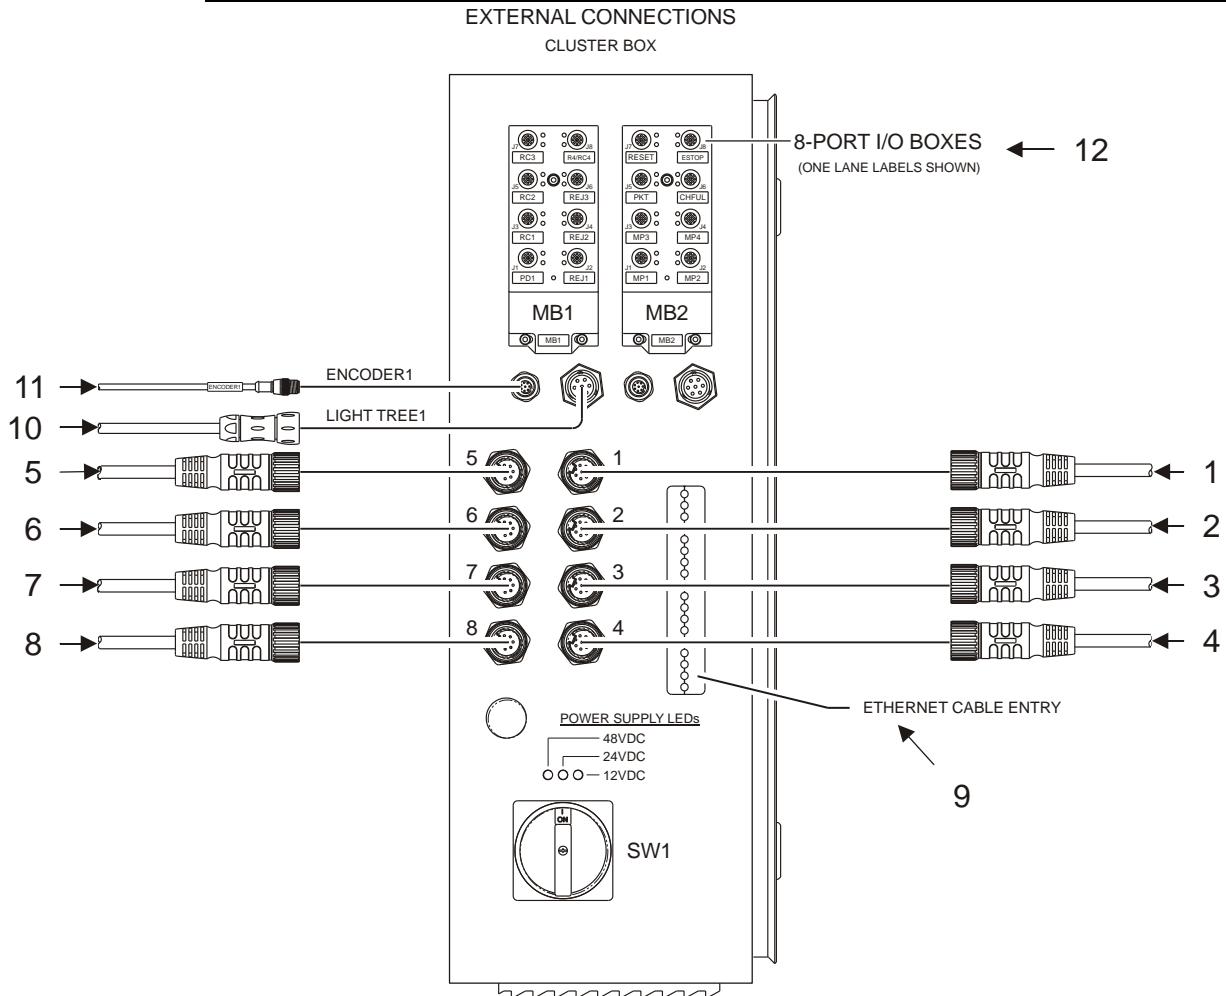 EXTERNAL CONNECTIONS
CLUSTER BOX
J7 J8 J7 J8
RC3 R4/RC4 RESET ESTOP
8-PORT I/O BOXES 12
(ONE LANE LABELS SHOWN)
J5 J6 J5 J6
RC2 REJ3 PKT CHFUL
J3 J4 J3 J4
RC1 REJ2 MP3 MP4
J1 J2 J1 J2
PD1 REJ1 MP1 MP2
MB1 MB2
MB1 MB2
11 ENCODER1 ENCODER1
10 LIGHT TREE1
5 5 1 1
6 6 2 2
7 7 3 3
8 8 4 4
ETHERNET CABLE ENTRY
POWER SUPPLY LEDs
48VDC
24VDC
12VDC
9
I
ON
SW1